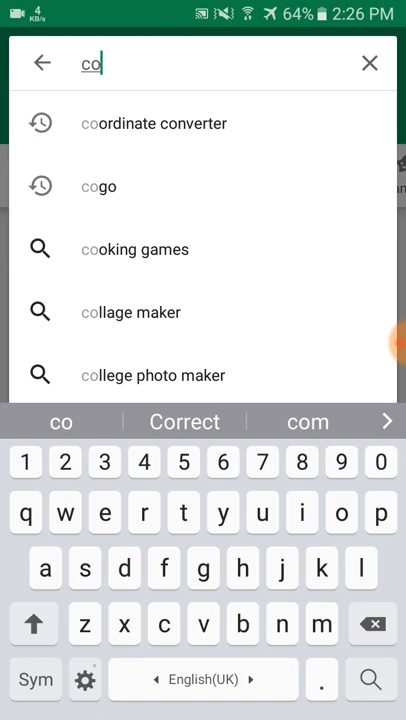 4 KB/s 64% 2:26 PM
co
coordinate converter
cogo
cooking games
collage maker
college photo maker
co Correct com
1 2 3 4 5 6 7 8 9 0
q w e r t y u i o p
a s d f g h j k l
z x c v b n m
Sym English(UK) .